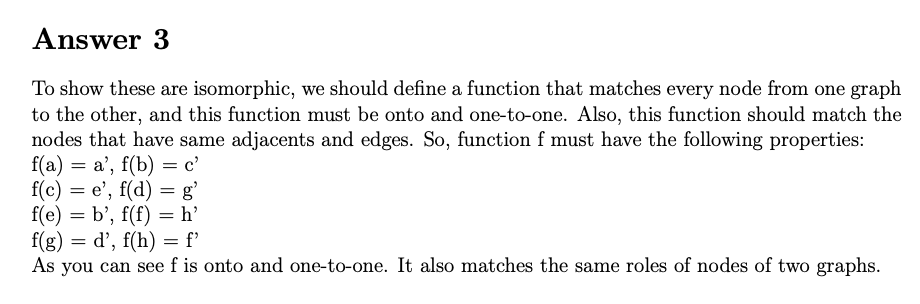 Answer 3
To show these are isomorphic, we should define a function that matches every node from one graph
to the other, and this function must be onto and one-to-one. Also, this function should match the
nodes that have same adjacents and edges. So, function f must have the following properties:
f(a) = a’, f(b) = c’
f(c) = e’, f(d) = g’
f(e) = b’, f(f) = h’
f(g) = d’, f(h) = f’
As you can see f is onto and one-to-one. It also matches the same roles of nodes of two graphs.